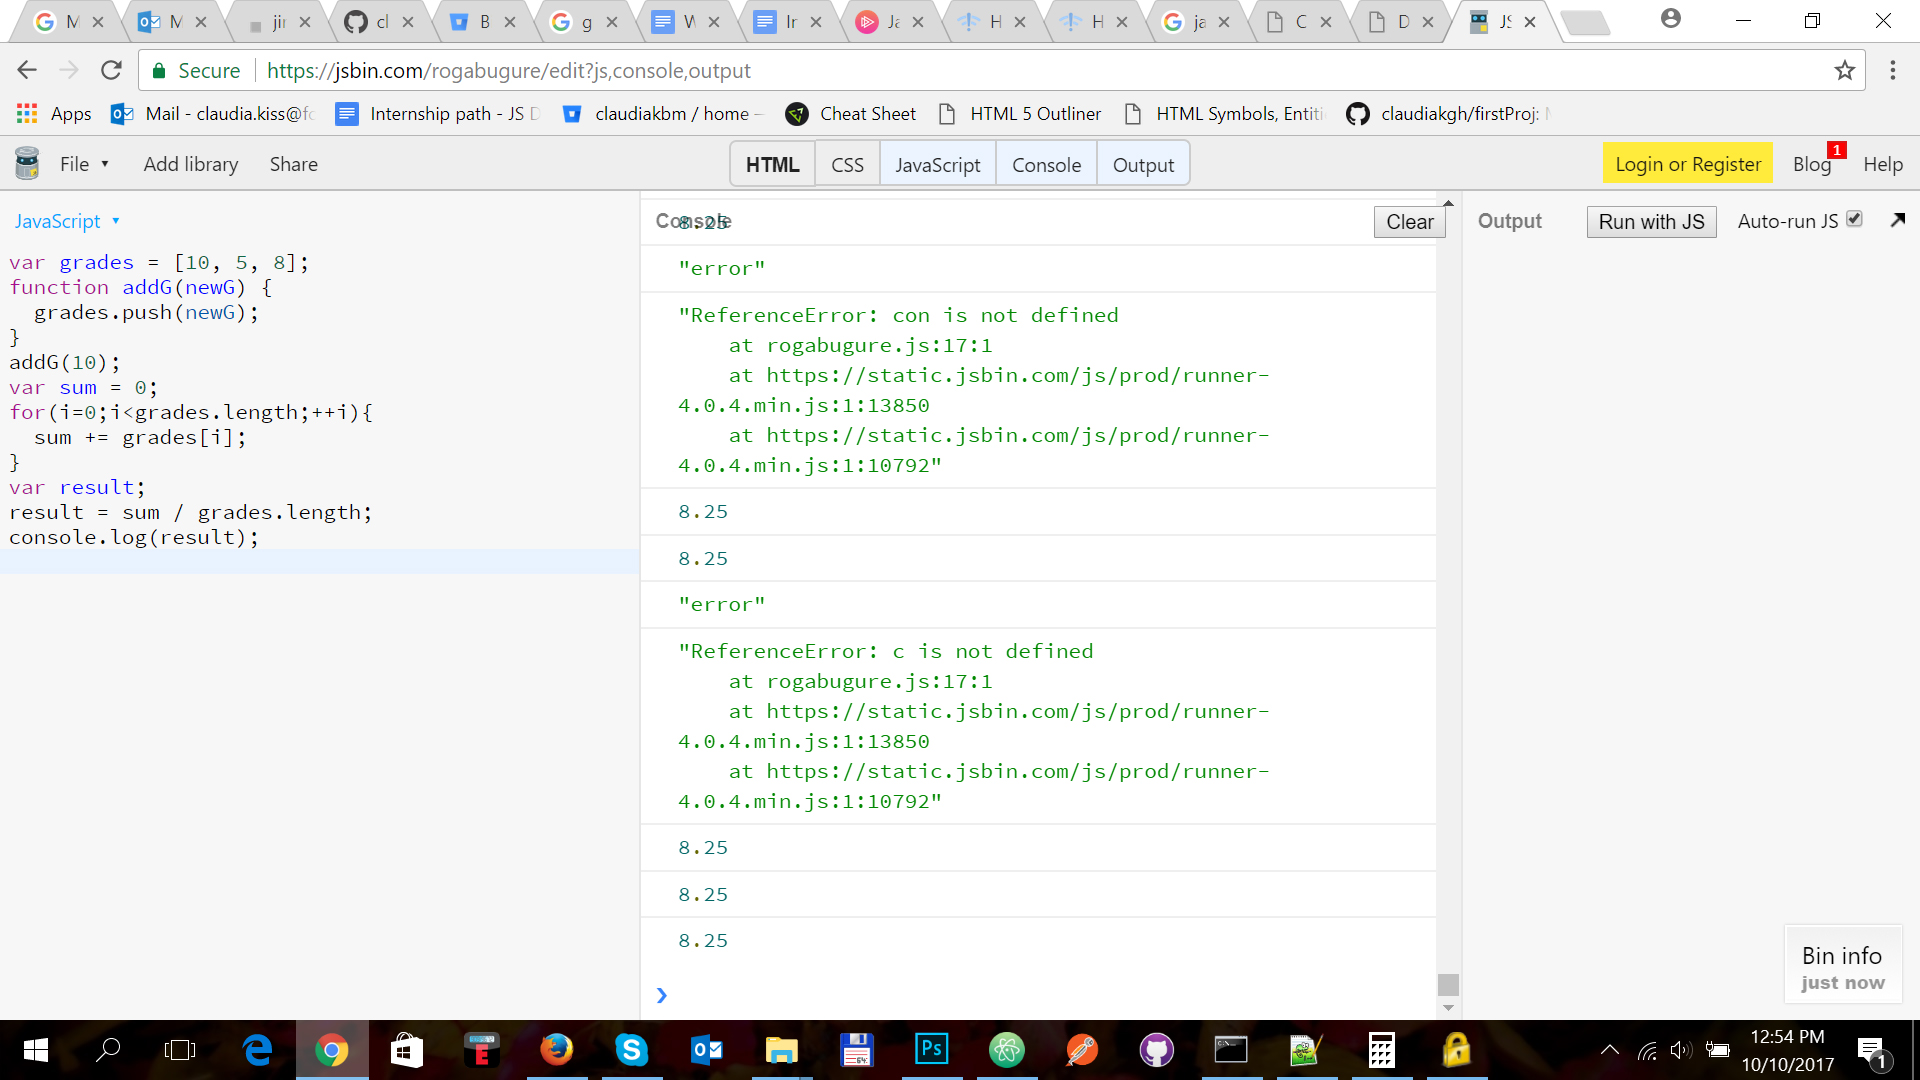 M
M
jir
cl
B
g
W
Ir
Ja
H
H
ja
C
D
JS
Secure
https://jsbin.com/rogabugure/edit?js,console,output
Apps
Mail - claudia.kiss@fo
Internship path - JS D
claudiakbm / home –
Cheat Sheet
HTML 5 Outliner
HTML Symbols, Entiti
claudiakgh/firstProj: M
File
Add library
Share
HTML
CSS
JavaScript
Console
Output
Login or Register
Blog
1
Help
JavaScript
var grades = [10, 5, 8];
function addG(newG) {
  grades.push(newG);
}
addG(10);
var sum = 0;
for(i=0;i<grades.length;++i){
  sum += grades[i];
}
var result;
result = sum / grades.length;
console.log(result);
Console
8.25
Clear
"error"
"ReferenceError: con is not defined
    at rogabugure.js:17:1
    at https://static.jsbin.com/js/prod/runner-
4.0.4.min.js:1:13850
    at https://static.jsbin.com/js/prod/runner-
4.0.4.min.js:1:10792"
8.25
8.25
"error"
"ReferenceError: c is not defined
    at rogabugure.js:17:1
    at https://static.jsbin.com/js/prod/runner-
4.0.4.min.js:1:13850
    at https://static.jsbin.com/js/prod/runner-
4.0.4.min.js:1:10792"
8.25
8.25
8.25
Output
Run with JS
Auto-run JS
Bin info
just now
Ps
64
12:54 PM
10/10/2017
1